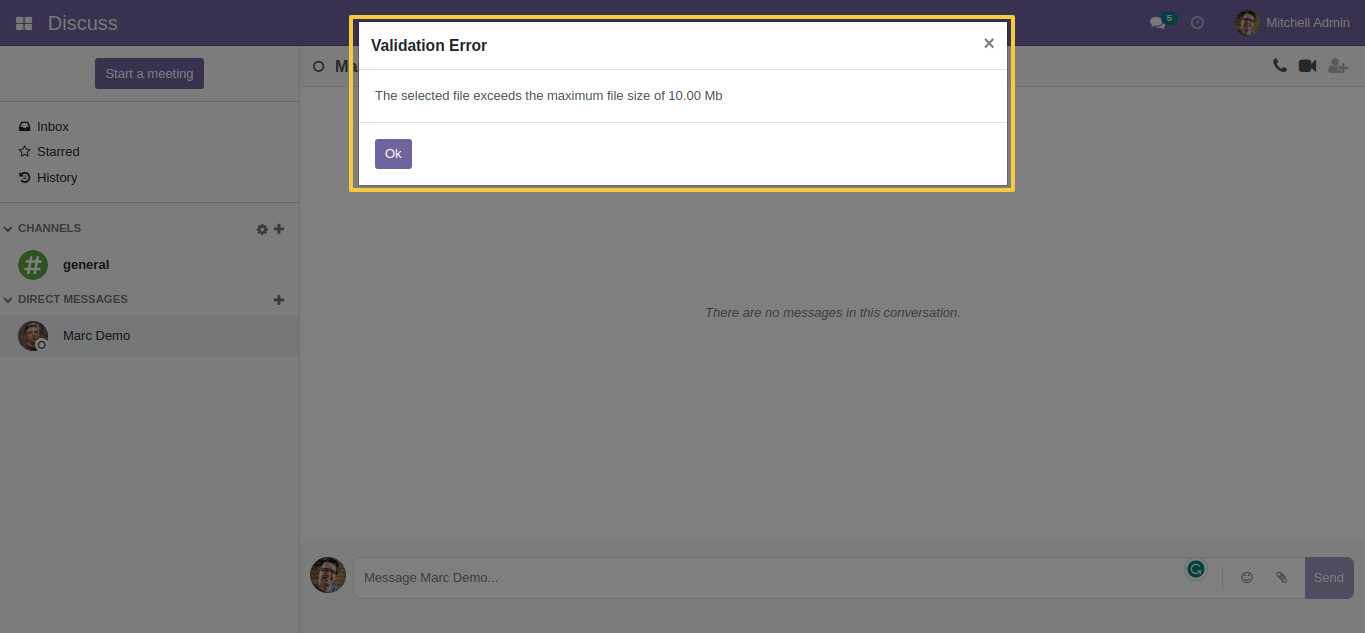 Discuss
5
Mitchell Admin
Validation Error
×
The selected file exceeds the maximum file size of 10.00 Mb
Ok
Start a meeting
Ma
Inbox
Starred
History
CHANNELS
general
DIRECT MESSAGES
Marc Demo
There are no messages in this conversation.
Message Marc Demo...
Send